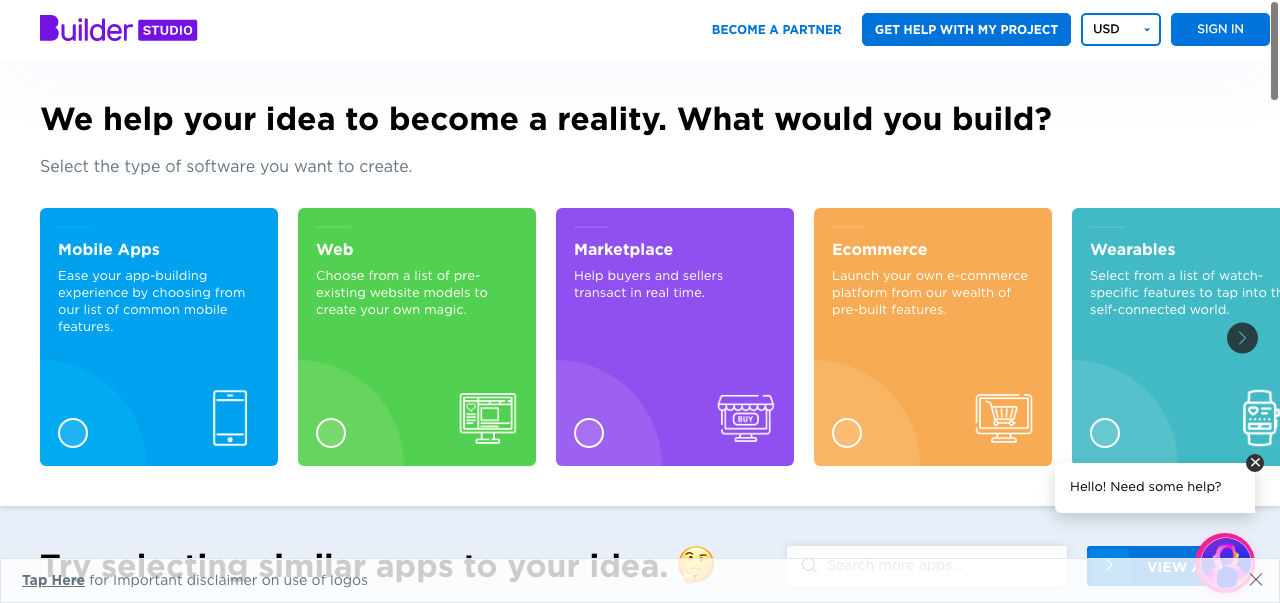 Builder STUDIO
BECOME A PARTNER
GET HELP WITH MY PROJECT
USD
SIGN IN
We help your idea to become a reality. What would you build?
Select the type of software you want to create.
Mobile Apps
Ease your app-building
experience by choosing from
our list of common mobile
features.
Web
Choose from a list of pre-
existing website models to
create your own magic.
Marketplace
Help buyers and sellers
transact in real time.
BUY
Ecommerce
Launch your own e-commerce
platform from our wealth of
pre-built features.
Wearables
Select from a list of watch-
specific features to tap into
self-connected world.
Hello! Need some help?
Try selecting similar apps to your idea. 🤔
Search more apps...
VIEW
Tap Here for Important disclaimer on use of logos